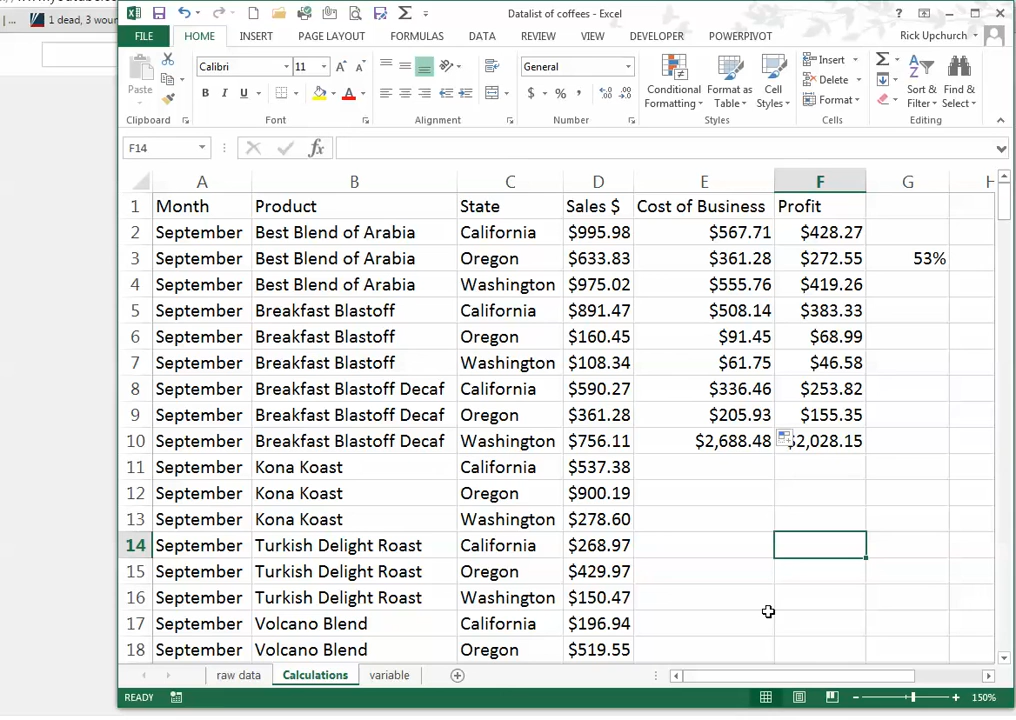 1 dead, 3 wour
Datalist of coffees - Excel
FILE HOME INSERT PAGE LAYOUT FORMULAS DATA REVIEW VIEW DEVELOPER POWERPIVOT Rick Upchurch
Paste
Calibri 11
B I U
General
$ % ,
Conditional Formatting
Format as Table
Cell Styles
Insert
Delete
Format
Sort & Filter
Find & Select
Clipboard Font Alignment Number Styles Cells Editing
F14 fx
A B C D E F G H
1 Month Product State Sales $ Cost of Business Profit
2 September Best Blend of Arabia California $995.98 $567.71 $428.27
3 September Best Blend of Arabia Oregon $633.83 $361.28 $272.55 53%
4 September Best Blend of Arabia Washington $975.02 $555.76 $419.26
5 September Breakfast Blastoff California $891.47 $508.14 $383.33
6 September Breakfast Blastoff Oregon $160.45 $91.45 $68.99
7 September Breakfast Blastoff Washington $108.34 $61.75 $46.58
8 September Breakfast Blastoff Decaf California $590.27 $336.46 $253.82
9 September Breakfast Blastoff Decaf Oregon $361.28 $205.93 $155.35
10 September Breakfast Blastoff Decaf Washington $756.11 $2,688.48 $2,028.15
11 September Kona Koast California $537.38
12 September Kona Koast Oregon $900.19
13 September Kona Koast Washington $278.60
14 September Turkish Delight Roast California $268.97
15 September Turkish Delight Roast Oregon $429.97
16 September Turkish Delight Roast Washington $150.47
17 September Volcano Blend California $196.94
18 September Volcano Blend Oregon $519.55
raw data Calculations variable
READY 150%